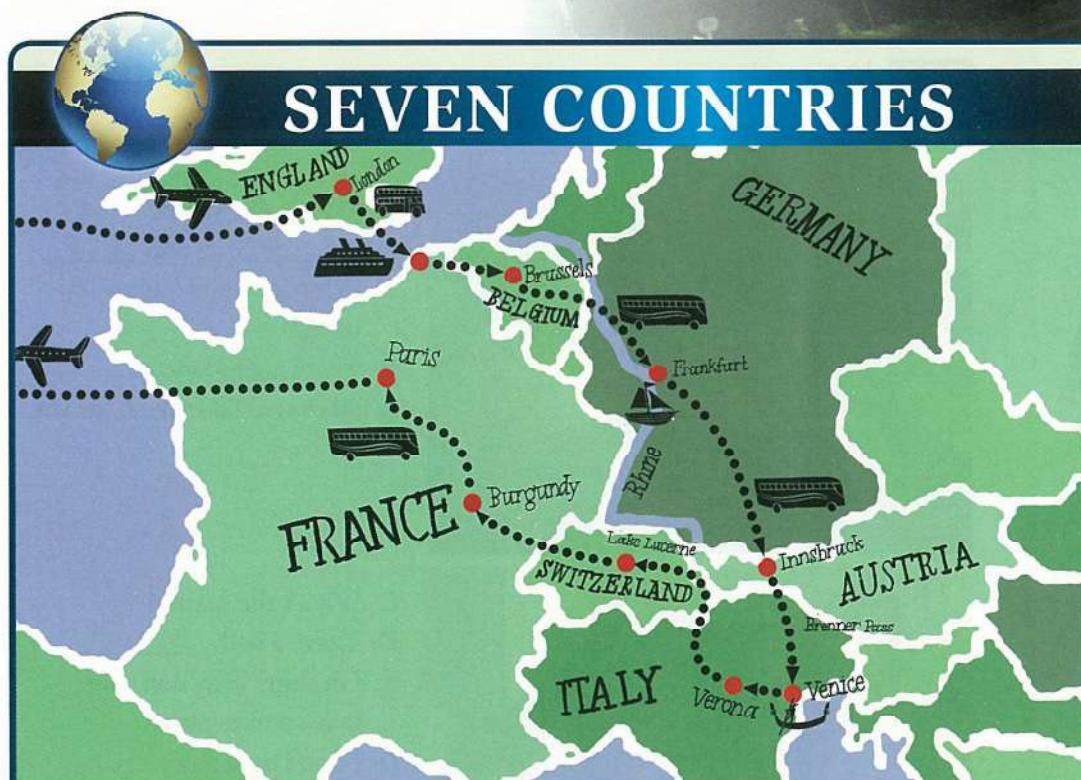 SEVEN COUNTRIES
ENGLAND
London
GERMANY
Brussels
BELGIUM
Paris
Frankfurt
Rhine
Burgundy
FRANCE
Lake Lucerne
SWITZERLAND
Innsbruck
AUSTRIA
Brenner Pass
ITALY
Verona
Venice